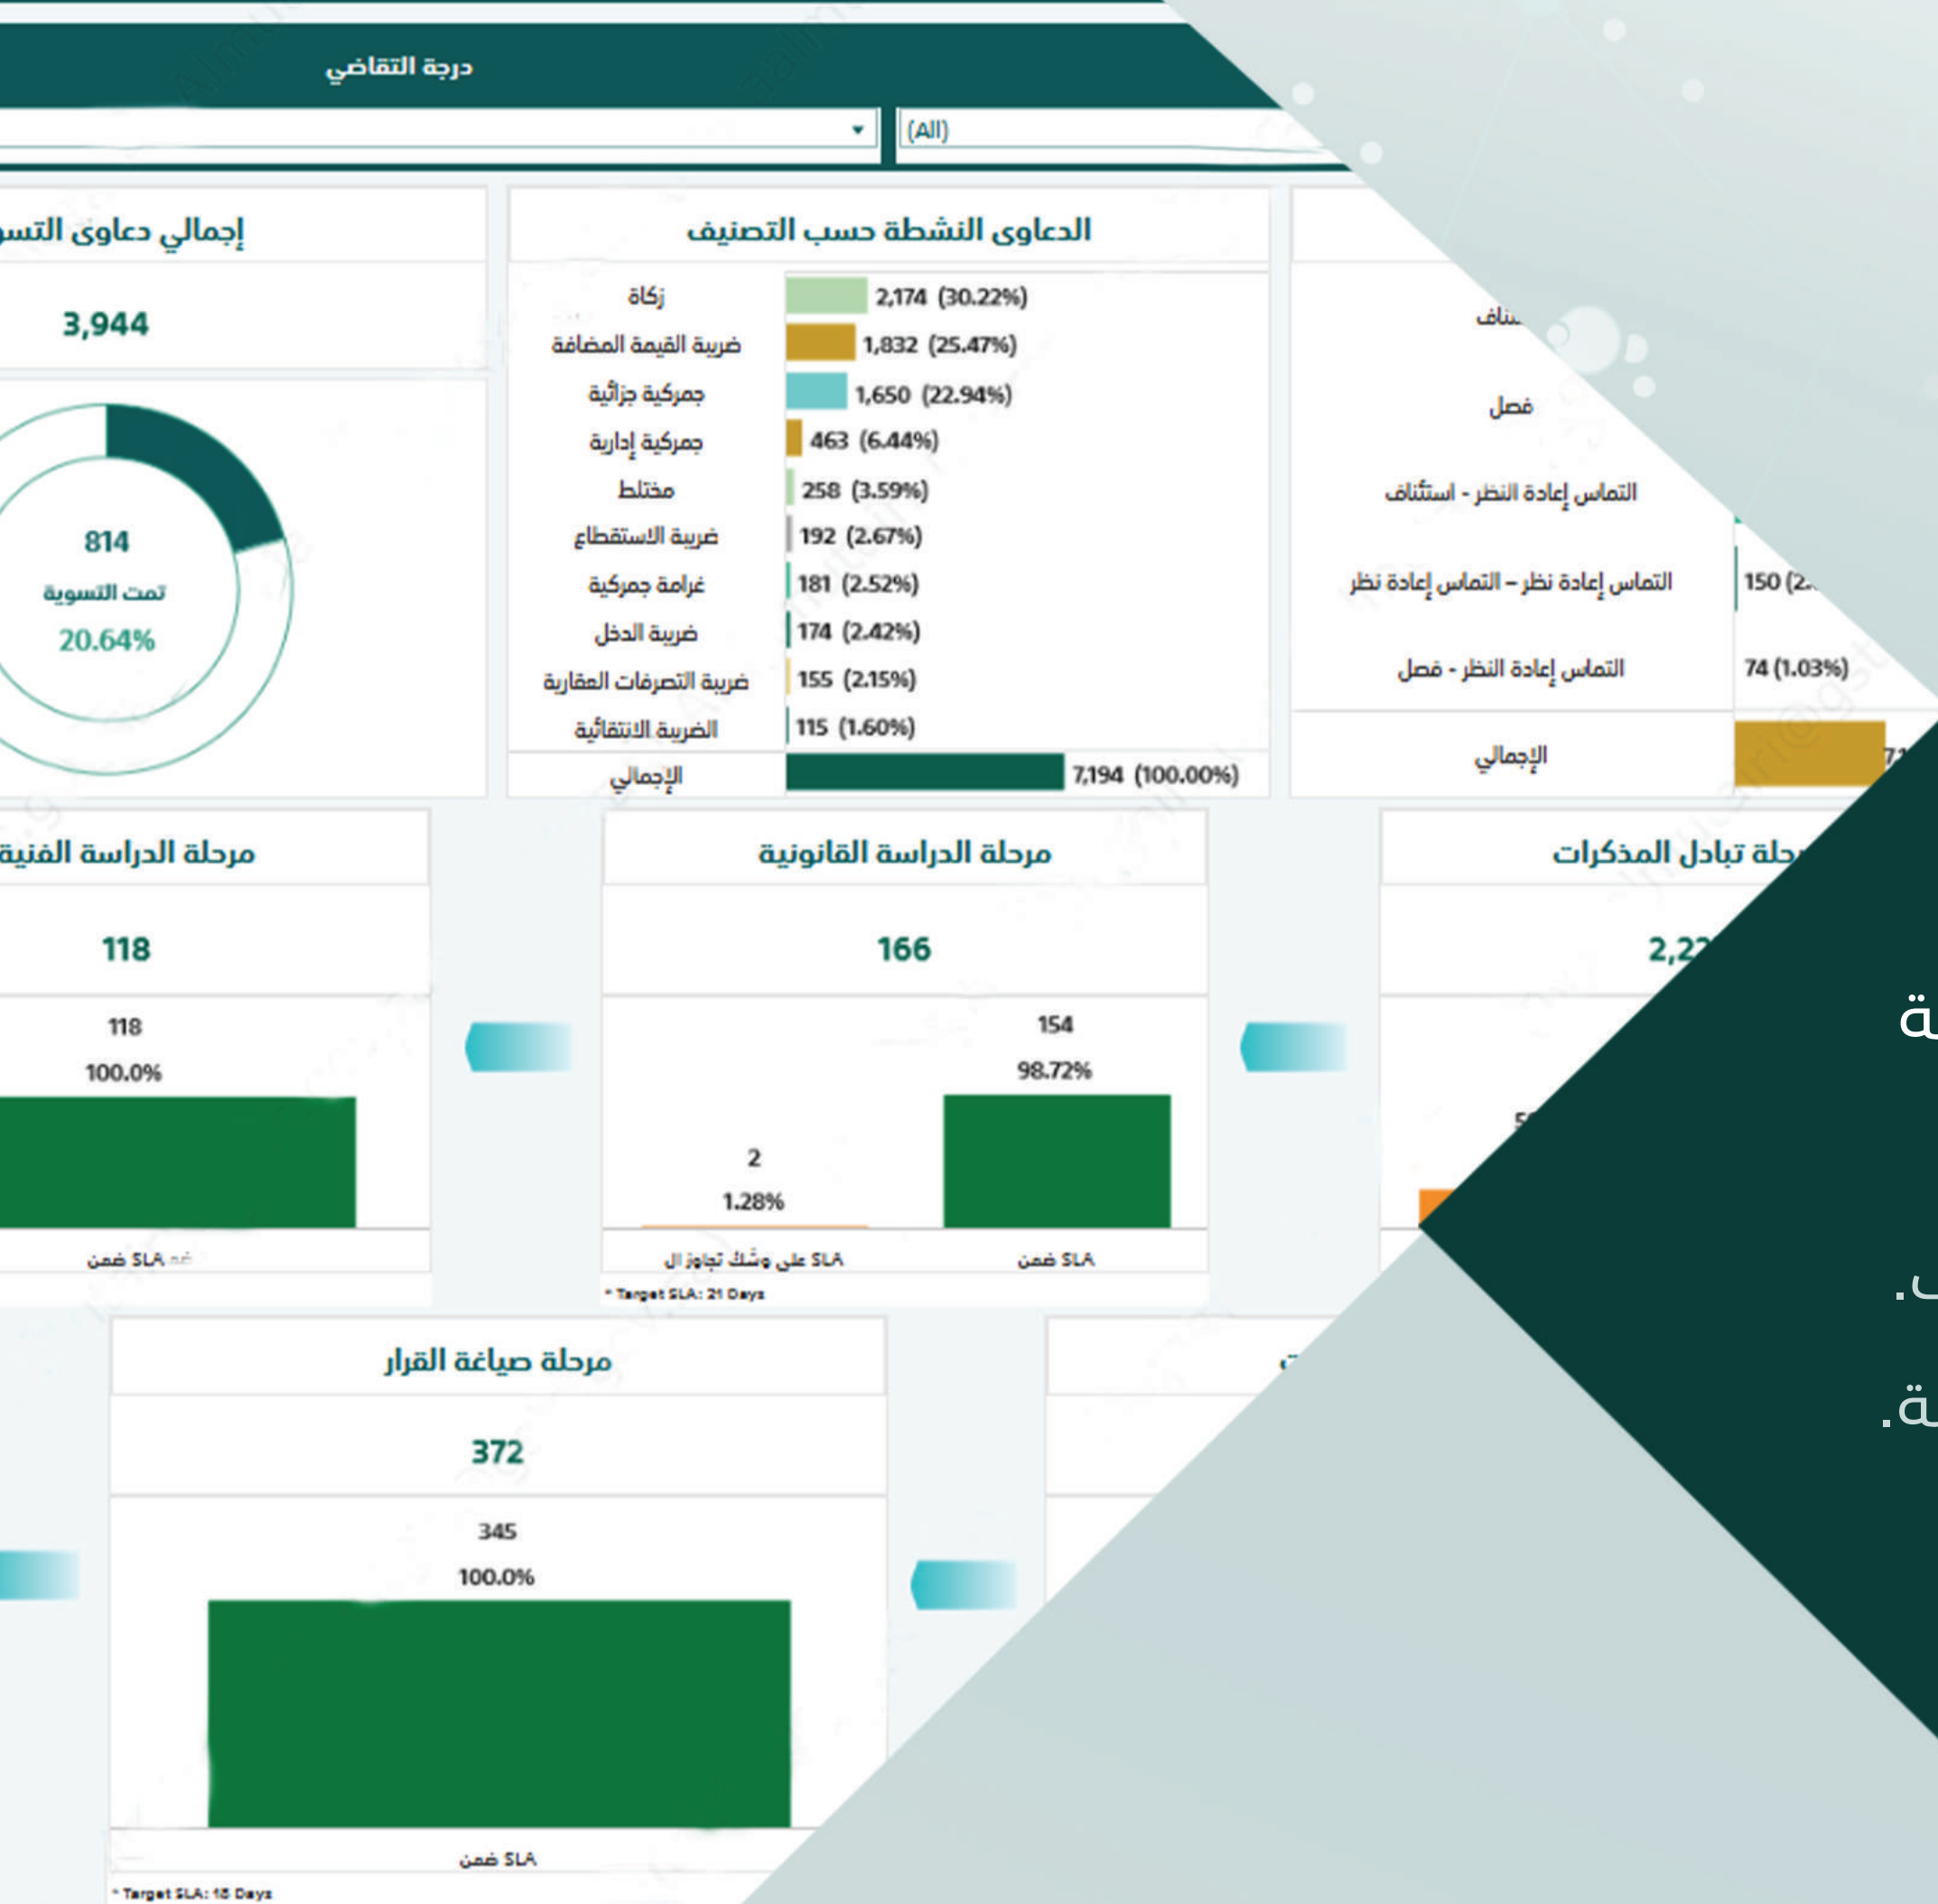 درجة التقاضي
(All)
الدعاوى النشطة حسب التصنيف
زكاة 2,174 (30.22%)
ضريبة القيمة المضافة 1,832 (25.47%)
جمركية جزائية 1,650 (22.94%)
جمركية إدارية 463 (6.44%)
مختلط 258 (3.59%)
ضريبة الاستقطاع 192 (2.67%)
غرامة جمركية 181 (2.52%)
ضريبة الدخل 174 (2.42%)
ضريبة التصرفات العقارية 155 (2.15%)
الضريبة الانتقائية 115 (1.60%)
الإجمالي 7,194 (100.00%)
فصل
التماس إعادة النظر - استئناف
التماس إعادة نظر – التماس إعادة نظر 150
التماس إعادة النظر - فصل 74 (1.03%)
الإجمالي
إجمالي دعاوى
3,944
814
تمت التسوية
20.64%
تبادل المذكرات
مرحلة الدراسة القانونية
166
154
98.72%
2
1.28%
ضمن SLA
على وشك تجاوز ال SLA
* Target SLA: 21 Days
مرحلة الدراسة الفنية
118
118
100.0%
ضمن SLA
مرحلة صياغة القرار
372
345
100.0%
ضمن SLA
* Target SLA: 18 Days